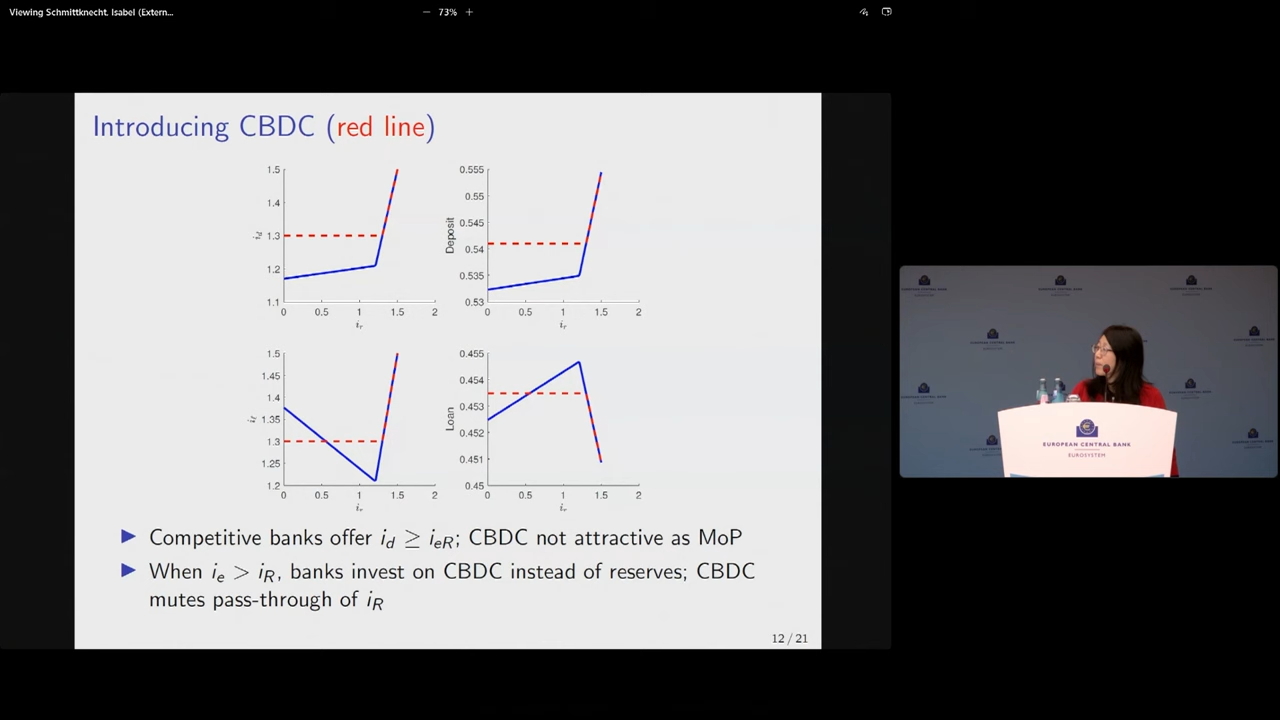 Viewing Schmittknecht. Isabel (Extern...
− 73% +
Introducing CBDC (red line)
1.5
1.4
1.3
1.2
1.1
i_d
0 0.5 1 1.5 2
i_r
0.555
0.55
0.545
0.54
0.535
0.53
Deposit
0 0.5 1 1.5 2
i_r
1.5
1.45
1.4
1.35
1.3
1.25
1.2
0 0.5 1 1.5 2
i_r
0.455
0.454
0.453
0.452
0.451
0.45
Loan
0 0.5 1 1.5 2
i_r
Competitive banks offer i_d ≥ i_eR; CBDC not attractive as MoP
When i_e > i_R, banks invest on CBDC instead of reserves; CBDC
mutes pass-through of i_R
12 / 21
EUROPEAN CENTRAL BANK
EUROSYSTEM